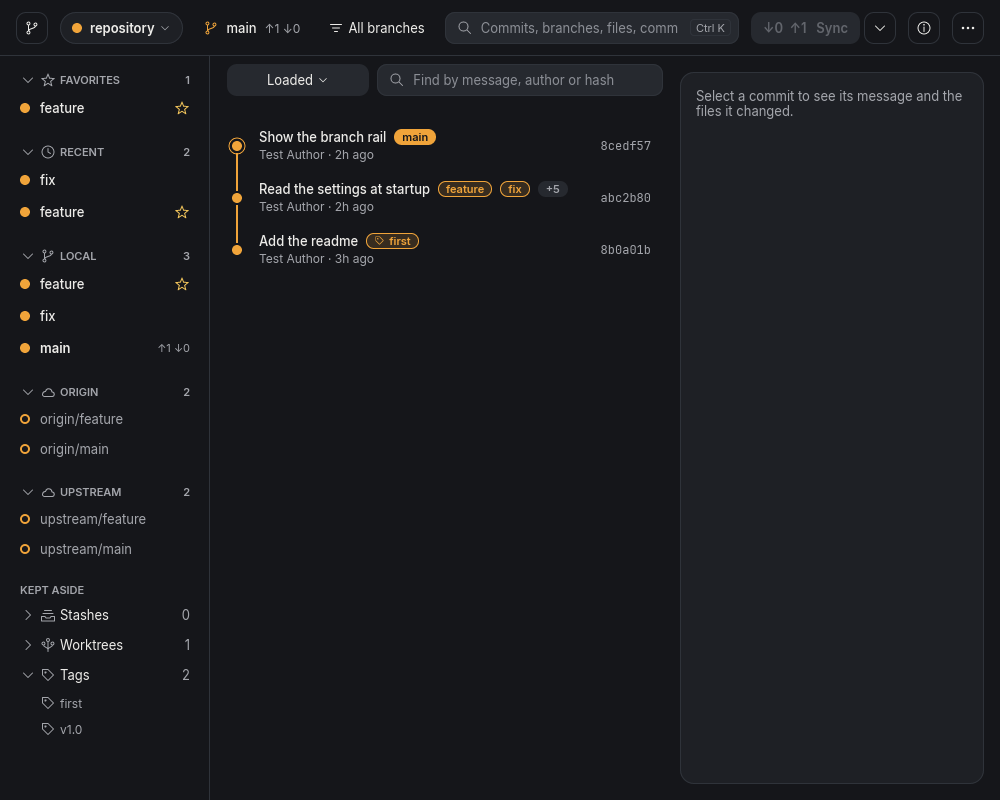 repository
main ↑1 ↓0
All branches
Commits, branches, files, comm
Ctrl K
↓0 ↑1 Sync
FAVORITES 1
feature
RECENT 2
fix
feature
LOCAL 3
feature
fix
main ↑1 ↓0
ORIGIN 2
origin/feature
origin/main
UPSTREAM 2
upstream/feature
upstream/main
KEPT ASIDE
Stashes 0
Worktrees 1
Tags 2
first
v1.0
Loaded
Find by message, author or hash
Show the branch rail main
Test Author · 2h ago
8cedf57
Read the settings at startup feature fix +5
Test Author · 2h ago
abc2b80
Add the readme first
Test Author · 3h ago
8b0a01b
Select a commit to see its message and the
files it changed.